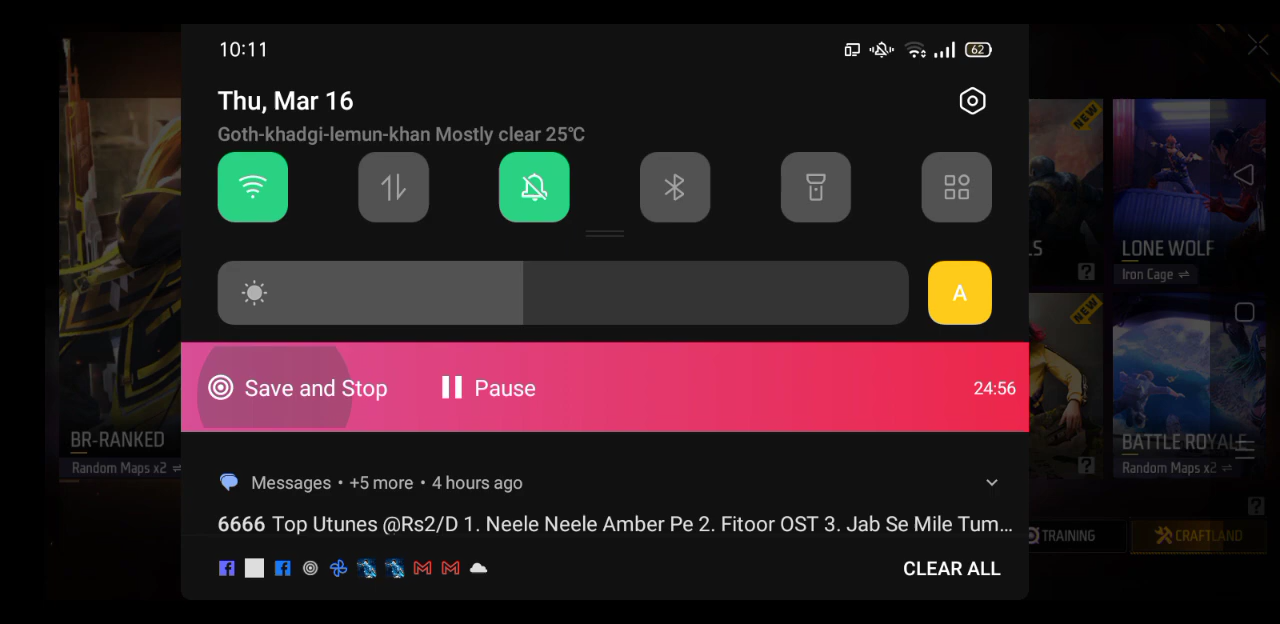 10:11
62
Thu, Mar 16
Goth-khadgi-lemun-khan Mostly clear 25℃
A
Save and Stop
Pause
24:56
Messages • +5 more • 4 hours ago
6666 Top Utunes @Rs2/D 1. Neele Neele Amber Pe 2. Fitoor OST 3. Jab Se Mile Tum…
CLEAR ALL
BR-RANKED
Random Maps x2
NEW
LONE WOLF
Iron Cage
NEW
BATTLE ROYALE
Random Maps x2
TRAINING
CRAFTLAND